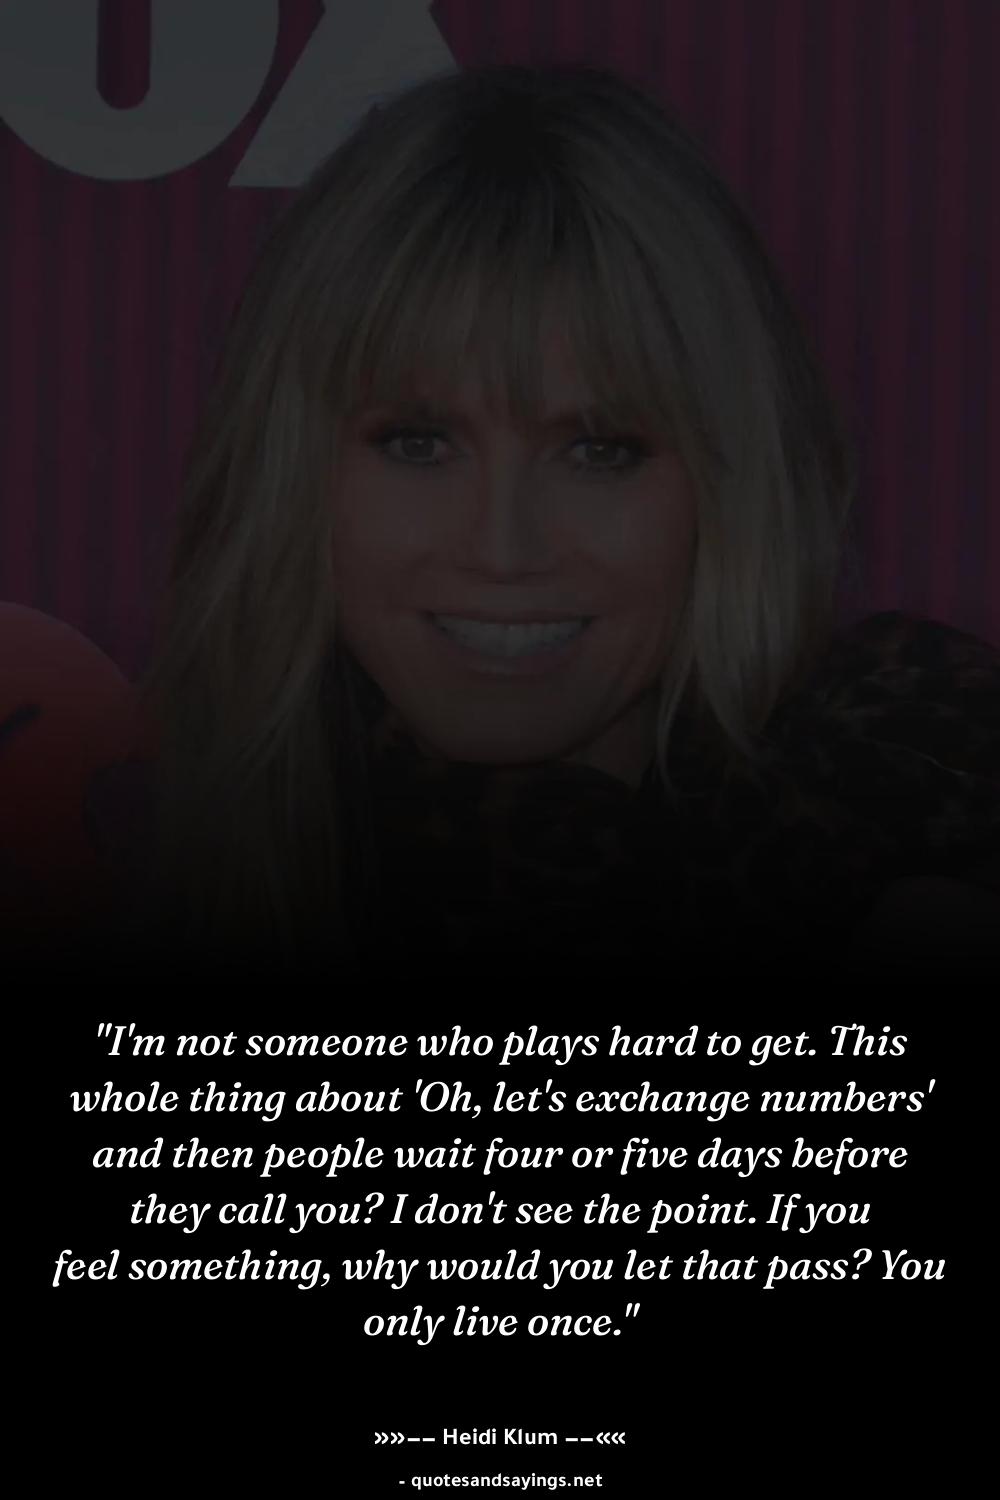 "I'm not someone who plays hard to get. This
whole thing about 'Oh, let's exchange numbers'
and then people wait four or five days before
they call you? I don't see the point. If you
feel something, why would you let that pass? You
only live once."
»»–– Heidi Klum ––««
- quotesandsayings.net